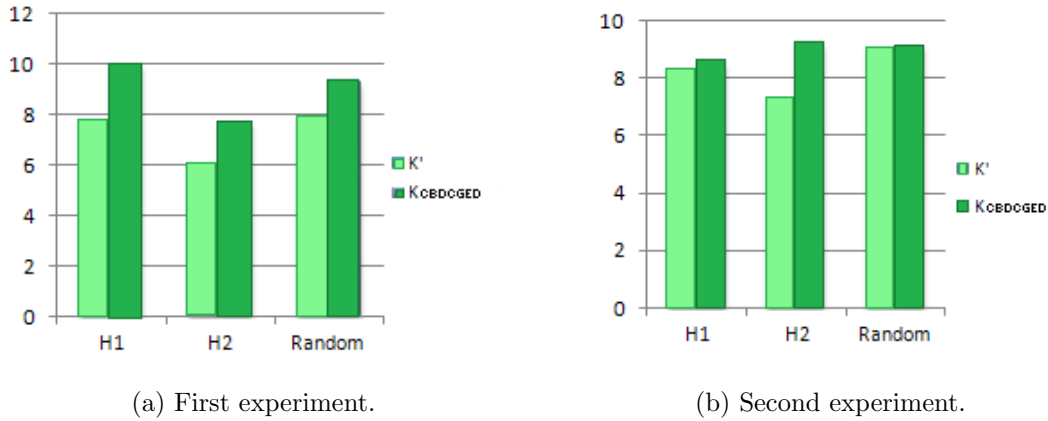 12
10
8
6
4
2
0
H1
H2
Random
K'
KCBDCGED
(a) First experiment.
10
8
6
4
2
0
H1
H2
Random
K'
KCBDCGED
(b) Second experiment.